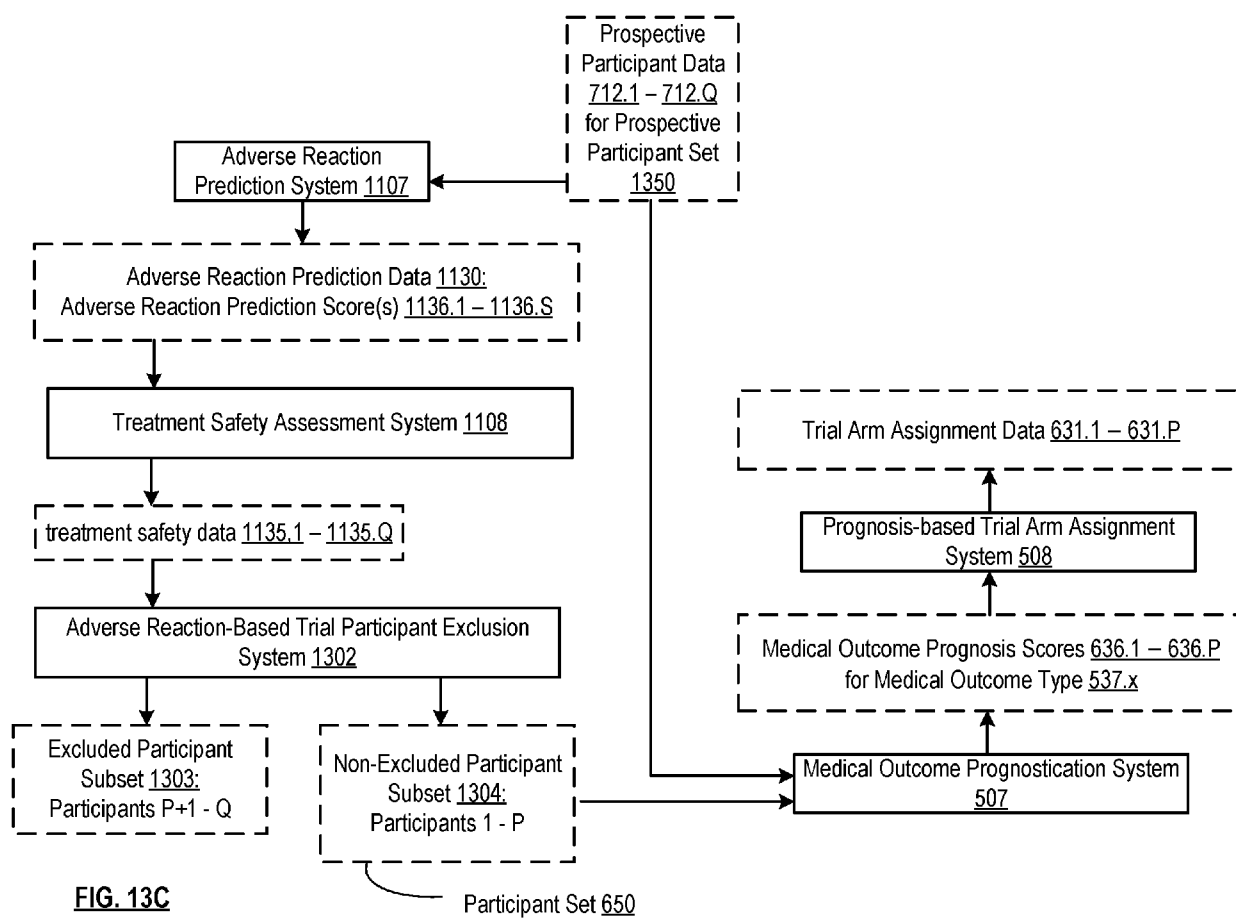 Prospective
Participant Data
712.1 – 712.Q
for Prospective
Participant Set
1350
Adverse Reaction
Prediction System 1107
Adverse Reaction Prediction Data 1130:
Adverse Reaction Prediction Score(s) 1136.1 – 1136.S
Treatment Safety Assessment System 1108
treatment safety data 1135,1 – 1135.Q
Adverse Reaction-Based Trial Participant Exclusion
System 1302
Excluded Participant
Subset 1303:
Participants P+1 - Q
Non-Excluded Participant
Subset 1304:
Participants 1 - P
Participant Set 650
Trial Arm Assignment Data 631.1 – 631.P
Prognosis-based Trial Arm Assignment
System 508
Medical Outcome Prognosis Scores 636.1 – 636.P
for Medical Outcome Type 537.x
Medical Outcome Prognostication System
507
FIG. 13C